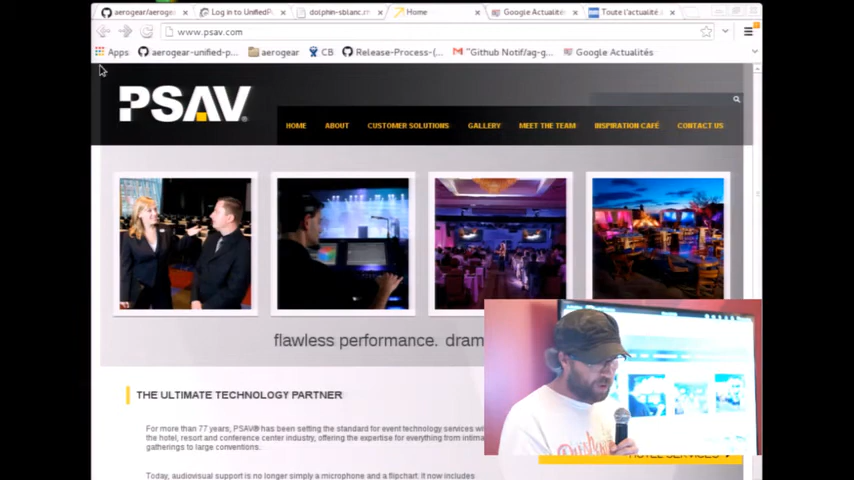 aerogear/aerogea
Log in to UnifiedP
dolphin-sblanc.m
Home
Google Actualités
Toute l'actualité
www.psav.com
Apps
aerogear-unified-p...
aerogear
CB
Release-Process-(...
"Github Notif/ag-g...
Google Actualités
PSAV
HOME ABOUT CUSTOMER SOLUTIONS GALLERY MEET THE TEAM INSPIRATION CAFÉ CONTACT US
flawless performance. dram
THE ULTIMATE TECHNOLOGY PARTNER
For more than 77 years, PSAV® has been setting the standard for event technology services wi
the hotel, resort and conference center industry, offering the expertise for everything from intima
gatherings to large conventions.
Today, audiovisual support is no longer simply a microphone and a flipchart. It now includes
HOTEL SERVICES